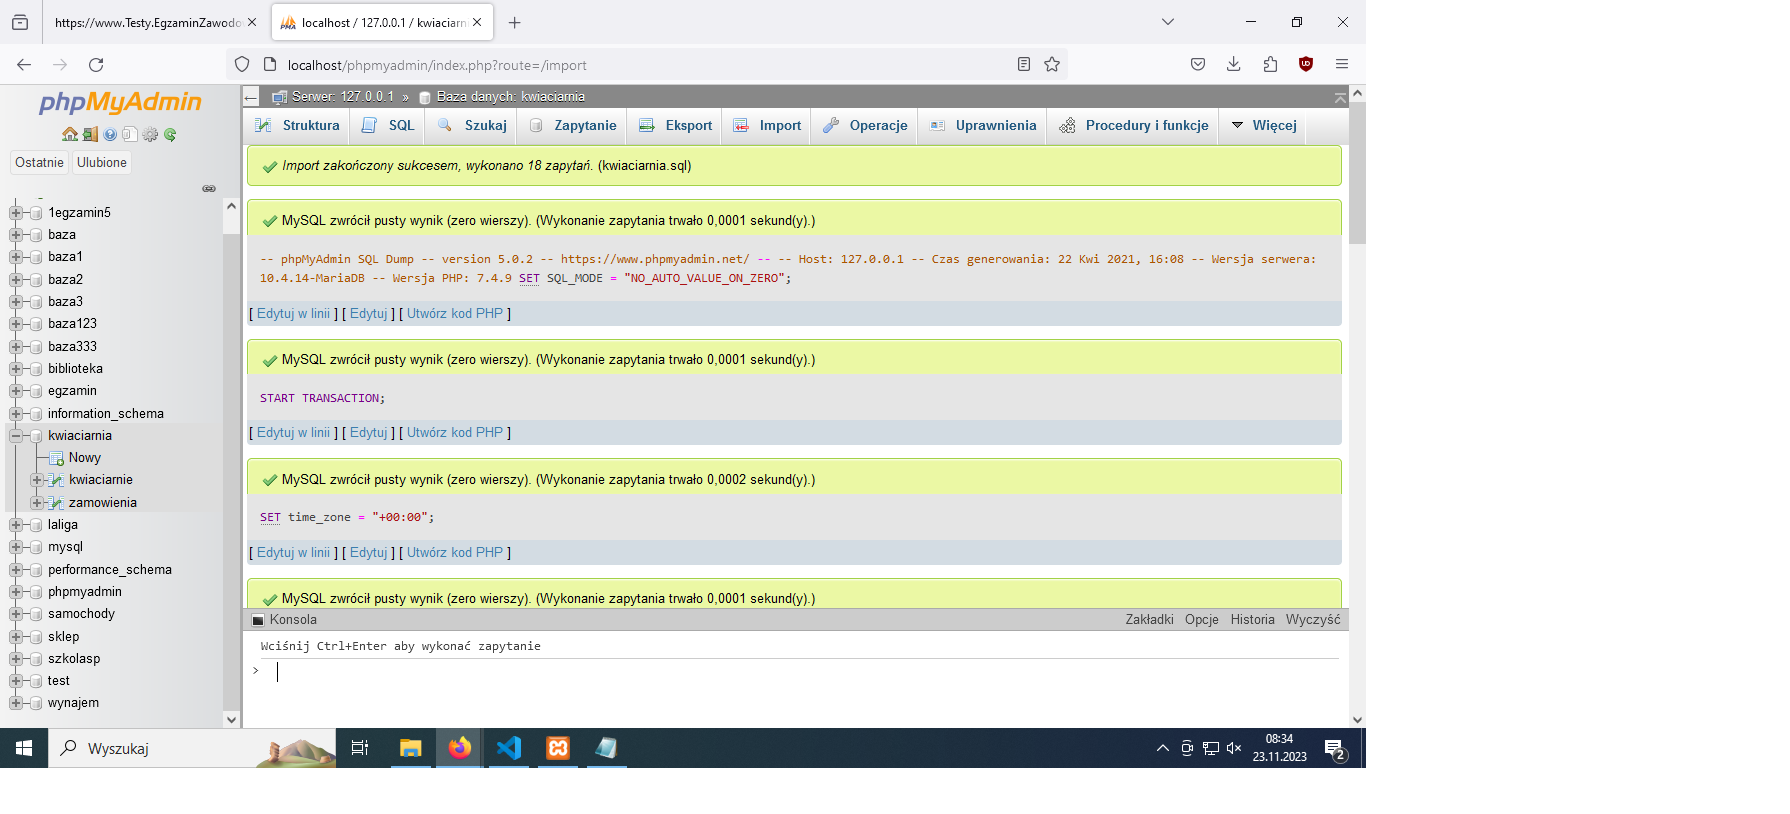 https://www.Testy.EgzaminZawodo
localhost / 127.0.0.1 / kwiaciarni
localhost/phpmyadmin/index.php?route=/import
phpMyAdmin
Ostatnie Ulubione
1egzamin5
baza
baza1
baza2
baza3
baza123
baza333
biblioteka
egzamin
information_schema
kwiaciarnia
Nowy
kwiaciarnie
zamowienia
laliga
mysql
performance_schema
phpmyadmin
samochody
sklep
szkolasp
test
wynajem
Serwer: 127.0.0.1 » Baza danych: kwiaciarnia
Struktura SQL Szukaj Zapytanie Eksport Import Operacje Uprawnienia Procedury i funkcje Więcej
Import zakończony sukcesem, wykonano 18 zapytań. (kwiaciarnia.sql)
MySQL zwrócił pusty wynik (zero wierszy). (Wykonanie zapytania trwało 0,0001 sekund(y).)
-- phpMyAdmin SQL Dump -- version 5.0.2 -- https://www.phpmyadmin.net/ -- -- Host: 127.0.0.1 -- Czas generowania: 22 Kwi 2021, 16:08 -- Wersja serwera:
10.4.14-MariaDB -- Wersja PHP: 7.4.9 SET SQL_MODE = "NO_AUTO_VALUE_ON_ZERO";
[ Edytuj w linii ] [ Edytuj ] [ Utwórz kod PHP ]
MySQL zwrócił pusty wynik (zero wierszy). (Wykonanie zapytania trwało 0,0001 sekund(y).)
START TRANSACTION;
[ Edytuj w linii ] [ Edytuj ] [ Utwórz kod PHP ]
MySQL zwrócił pusty wynik (zero wierszy). (Wykonanie zapytania trwało 0,0002 sekund(y).)
SET time_zone = "+00:00";
[ Edytuj w linii ] [ Edytuj ] [ Utwórz kod PHP ]
MySQL zwrócił pusty wynik (zero wierszy). (Wykonanie zapytania trwało 0,0001 sekund(y).)
Konsola Zakładki Opcje Historia Wyczyść
Wciśnij Ctrl+Enter aby wykonać zapytanie
>
Wyszukaj
08:34
23.11.2023
2